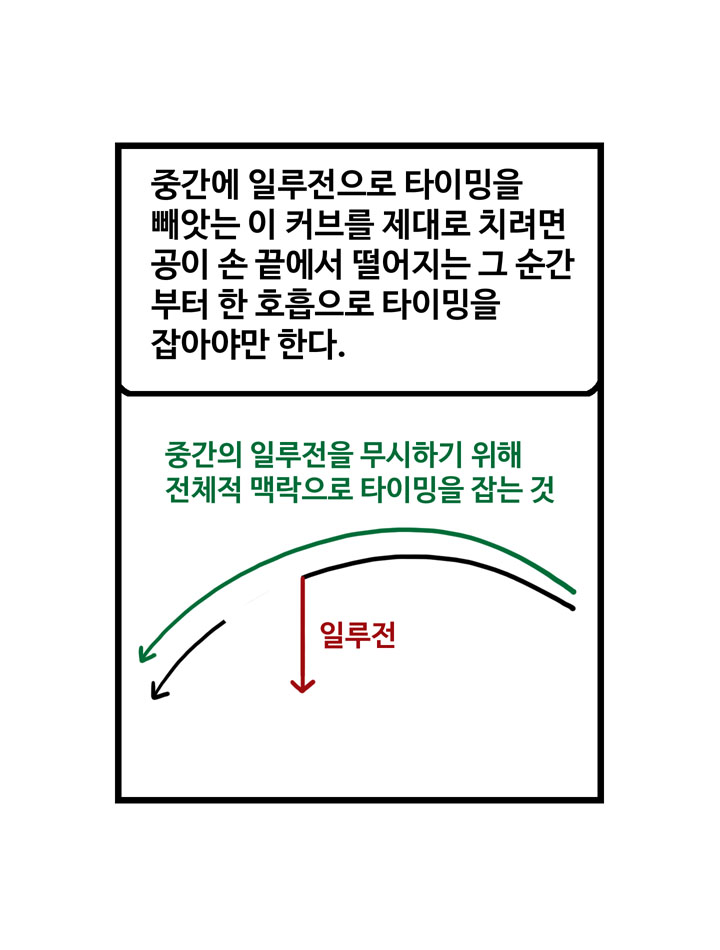 중간에 일루전으로 타이밍을
빼앗는 이 커브를 제대로 치려면
공이 손 끝에서 떨어지는 그 순간
부터 한 호흡으로 타이밍을
잡아야만 한다.
중간의 일루전을 무시하기 위해
전체적 맥락으로 타이밍을 잡는 것
일루전